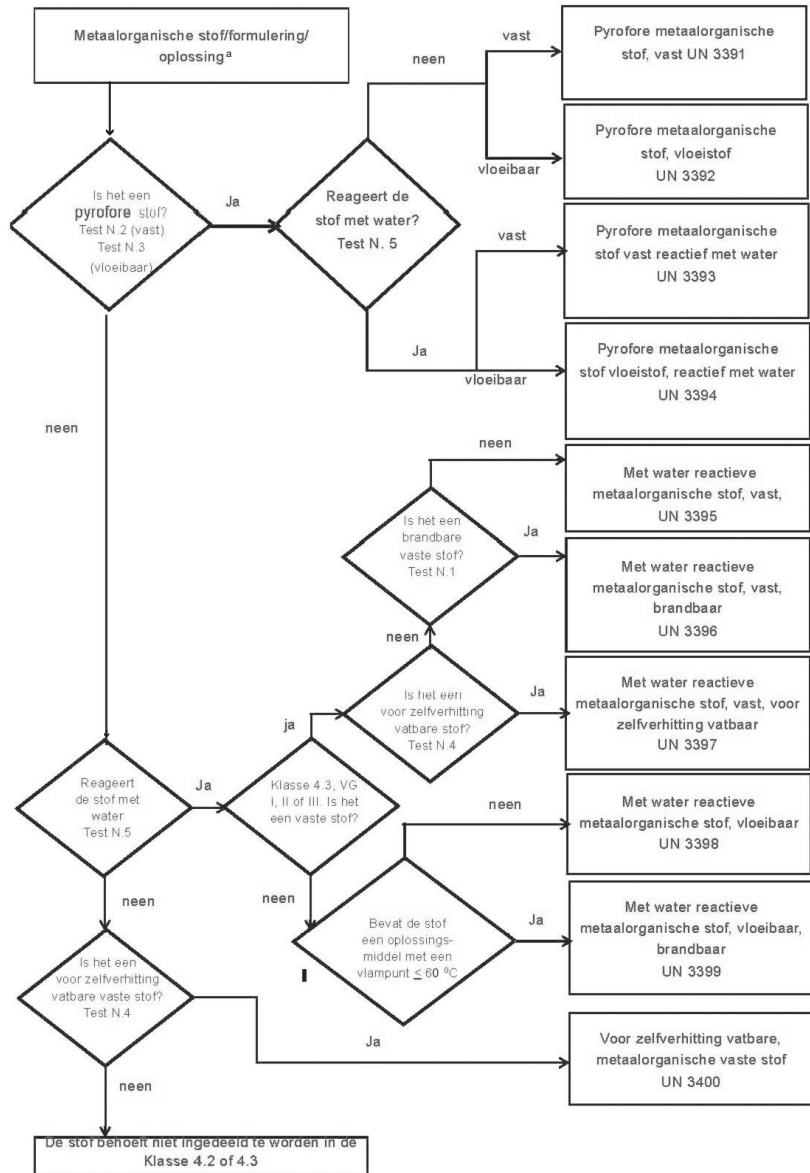 Metaalorganische stof/formulering/
oplossingª
neen
vast
Pyrofore metaalorganische
stof, vast UN 3391
vloeibaar
Pyrofore metaalorganische
stof, vloeistof
UN 3392
Is het een
pyrofore stof?
Test N.2 (vast)
Test N.3
(vloeibaar)
Ja
Reageert de
stof met water?
Test N. 5
vast
Pyrofore metaalorganische
stof vast reactief met water
UN 3393
Ja
vloeibaar
Pyrofore metaalorganische
stof vloeistof, reactief met water
UN 3394
neen
neen
Met water reactieve
metaalorganische stof, vast,
UN 3395
Is het een
brandbare
vaste stof?
Test N.1
Ja
Met water reactieve
metaalorganische stof, vast,
brandbaar
UN 3396
neen
Is het een
voor zelfverhitting
vatbare stof?
Test N.4
Ja
Met water reactieve
metaalorganische stof, vast, voor
zelfverhitting vatbaar
UN 3397
ja
Reageert
de stof met
water
Test N.5
Ja
Klasse 4.3, VG
I, II of III. Is het
een vaste stof?
neen
Met water reactieve
metaalorganische stof, vloeibaar
UN 3398
neen
neen
Bevat de stof
een oplossings-
middel met een
vlampunt ≤ 60 ⁰C
Ja
Met water reactieve
metaalorganische stof, vloeibaar,
brandbaar
UN 3399
Is het een
voor zelfverhitting
vatbare vaste stof?
Test N.4
Ja
Voor zelfverhitting vatbare,
metaalorganische vaste stof
UN 3400
neen
De stof behoeft niet ingedeeld te worden in de
Klasse 4.2 of 4.3